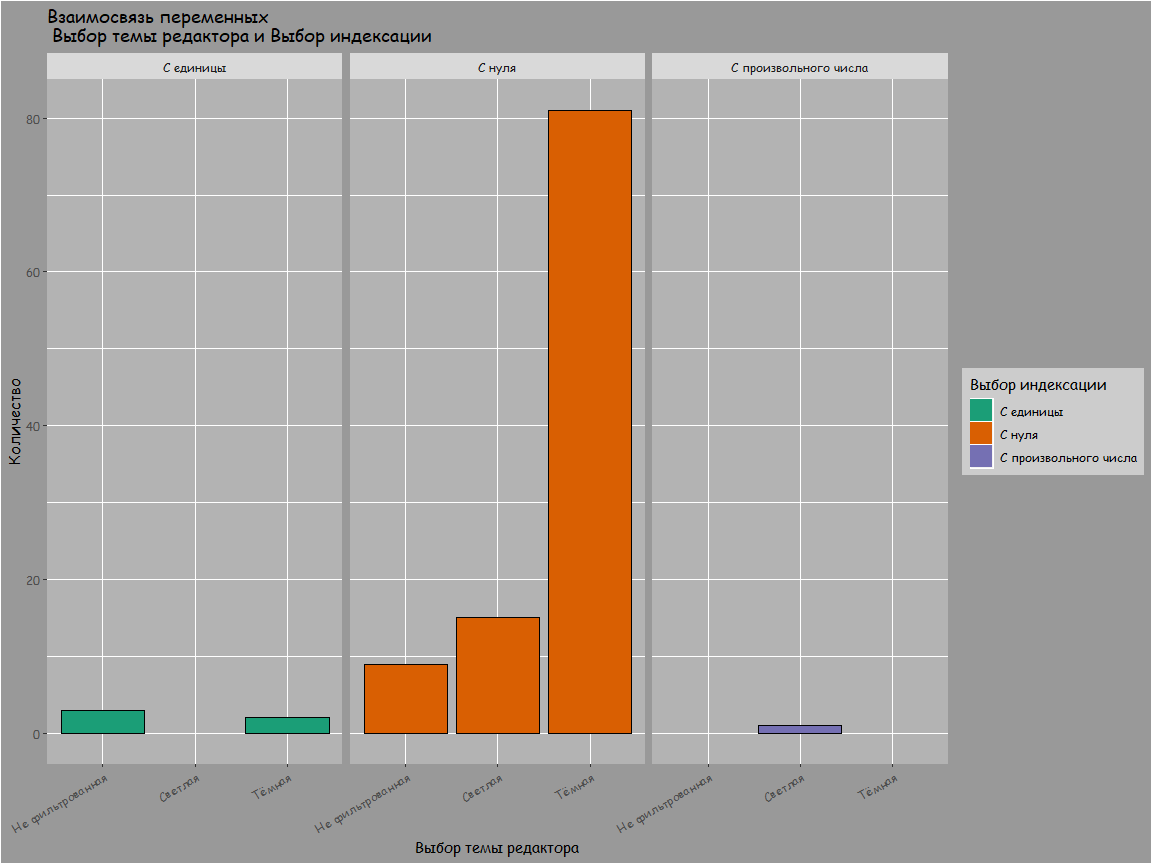 Взаимосвязь переменных
Выбор темы редактора и Выбор индексации
С единицы
С нуля
С произвольного числа
Количество
80
60
40
20
0
Не фильтрованная
Светлая
Тёмная
Не фильтрованная
Светлая
Тёмная
Не фильтрованная
Светлая
Тёмная
Выбор темы редактора
Выбор индексации
С единицы
С нуля
С произвольного числа